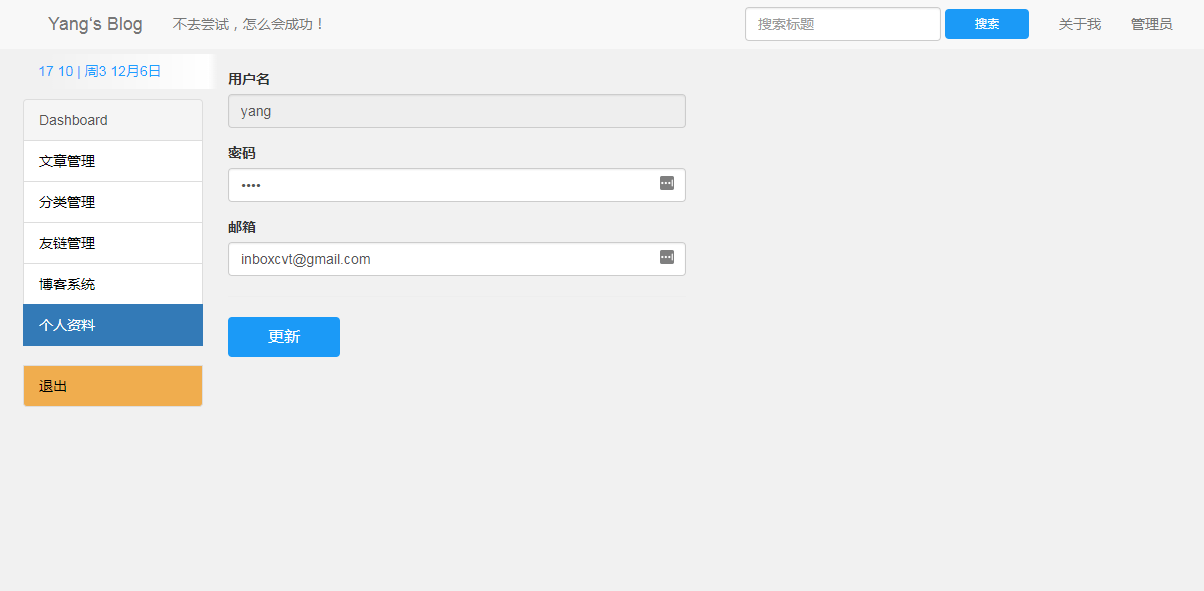 Yang's Blog 不去尝试，怎么会成功！ 搜索标题 搜索 关于我 管理员
17 10 | 周3 12月6日
Dashboard
文章管理
分类管理
友链管理
博客系统
个人资料
退出
用户名
yang
密码
••••
邮箱
inboxcvt@gmail.com
更新